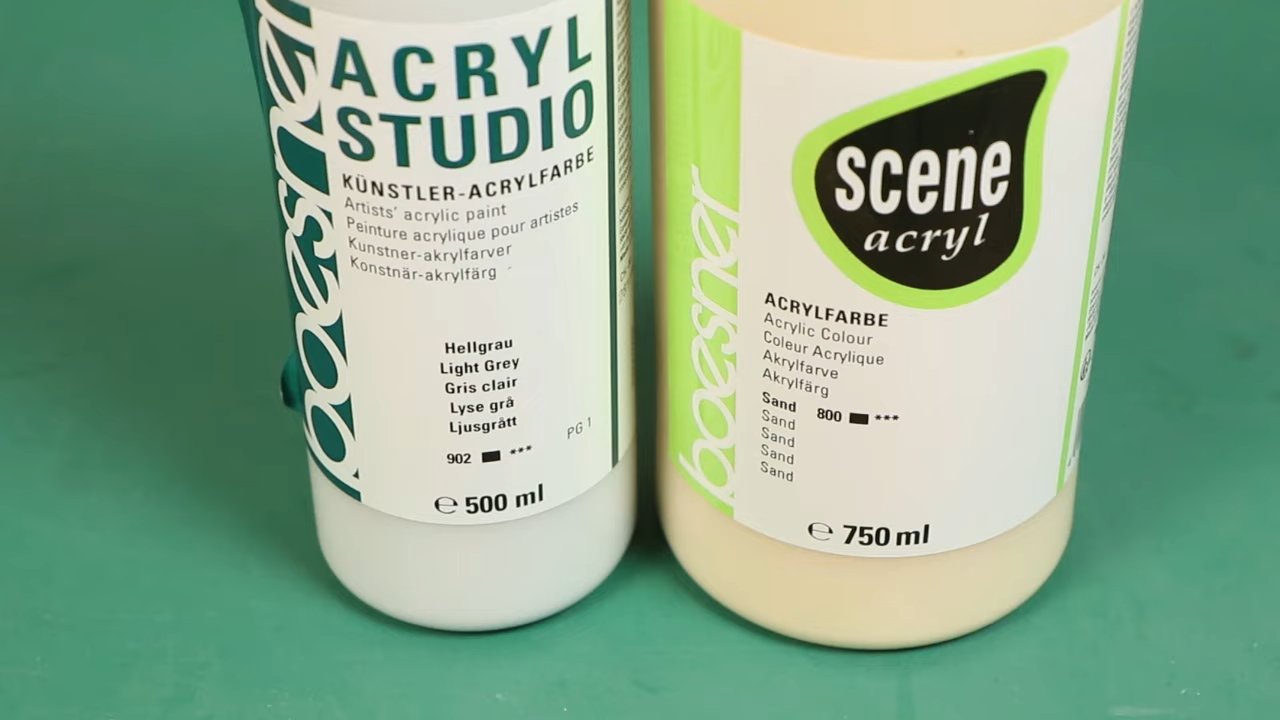 boesner
ACRYL
STUDIO
KÜNSTLER-ACRYLFARBE
Artists' acrylic paint
Peinture acrylique pour artistes
Kunstner-akrylfarver
Konstnär-akrylfärg
Hellgrau
Light Grey
Gris clair
Lyse grå
Ljusgrått
902 ***
PG 1
℮ 500 ml
boesner
scene
acryl
ACRYLFARBE
Acrylic Colour
Coleur Acrylique
Akrylfarve
Akrylfärg
Sand 800 ***
Sand
Sand
Sand
Sand
℮ 750 ml